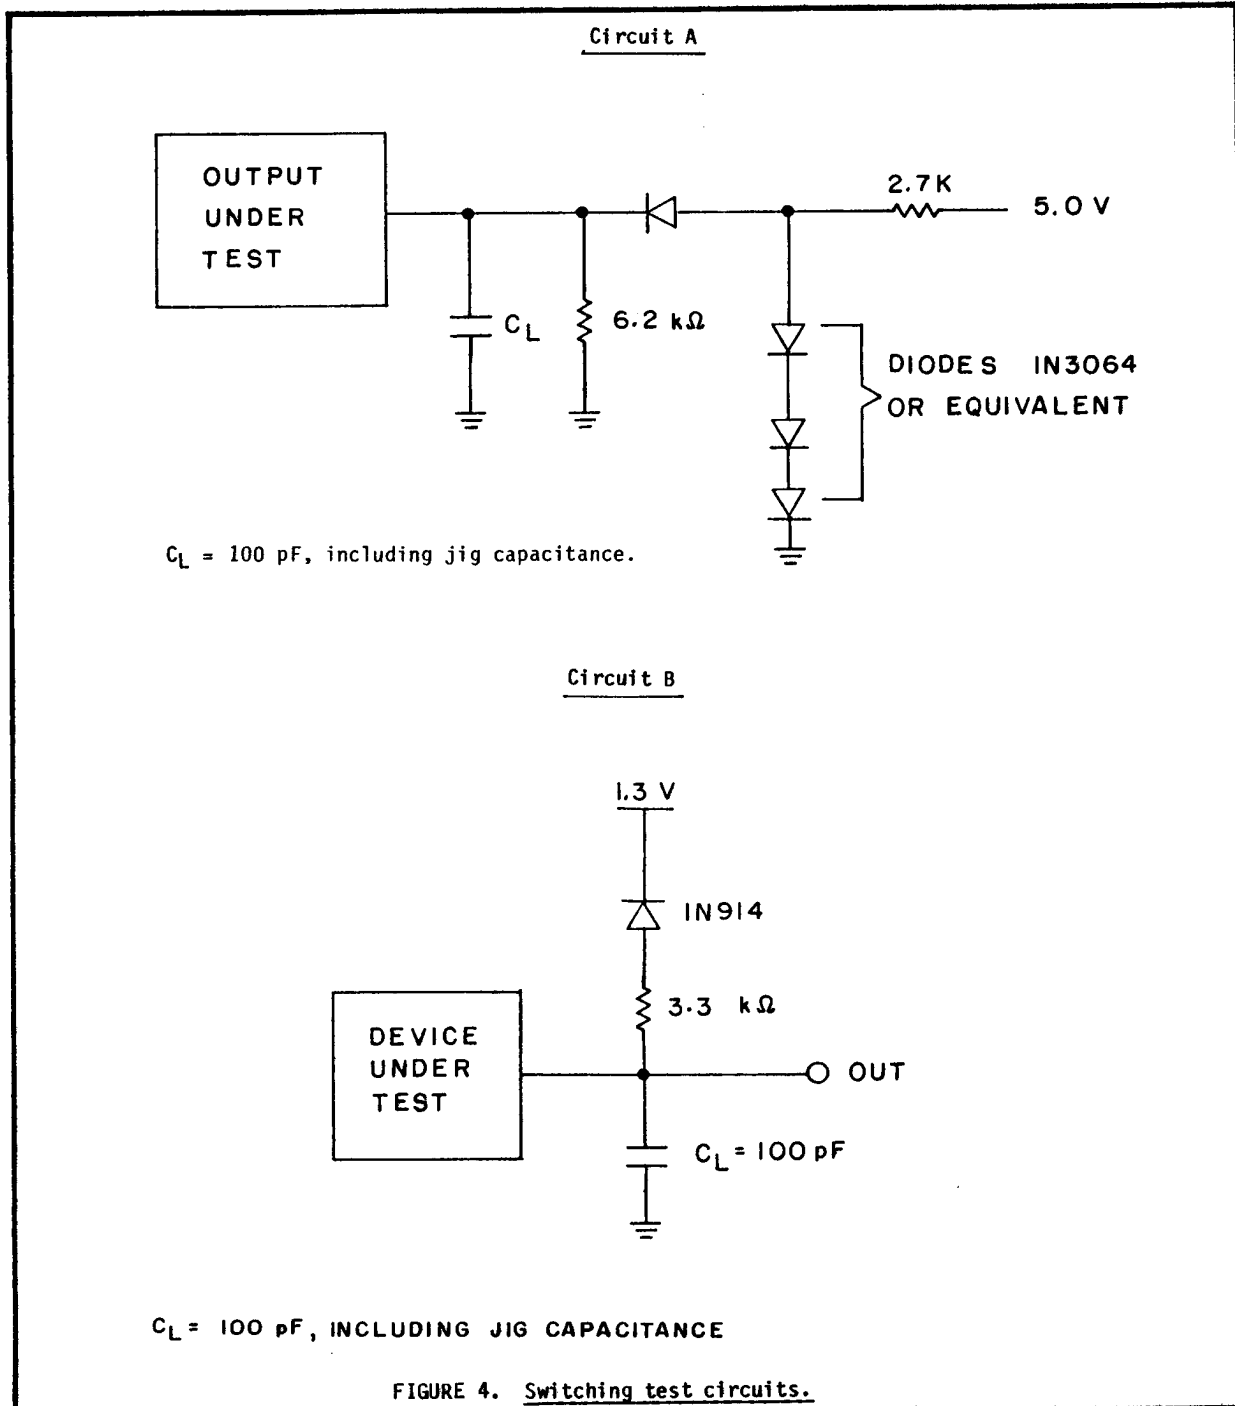 Circuit A
OUTPUT
UNDER
TEST
2.7K
5.0 V
CL
6.2 kΩ
DIODES IN3064
OR EQUIVALENT
CL = 100 pF, including jig capacitance.
Circuit B
1.3 V
IN914
3.3 kΩ
DEVICE
UNDER
TEST
OUT
CL = 100 pF
CL = 100 pF, INCLUDING JIG CAPACITANCE
FIGURE 4. Switching test circuits.